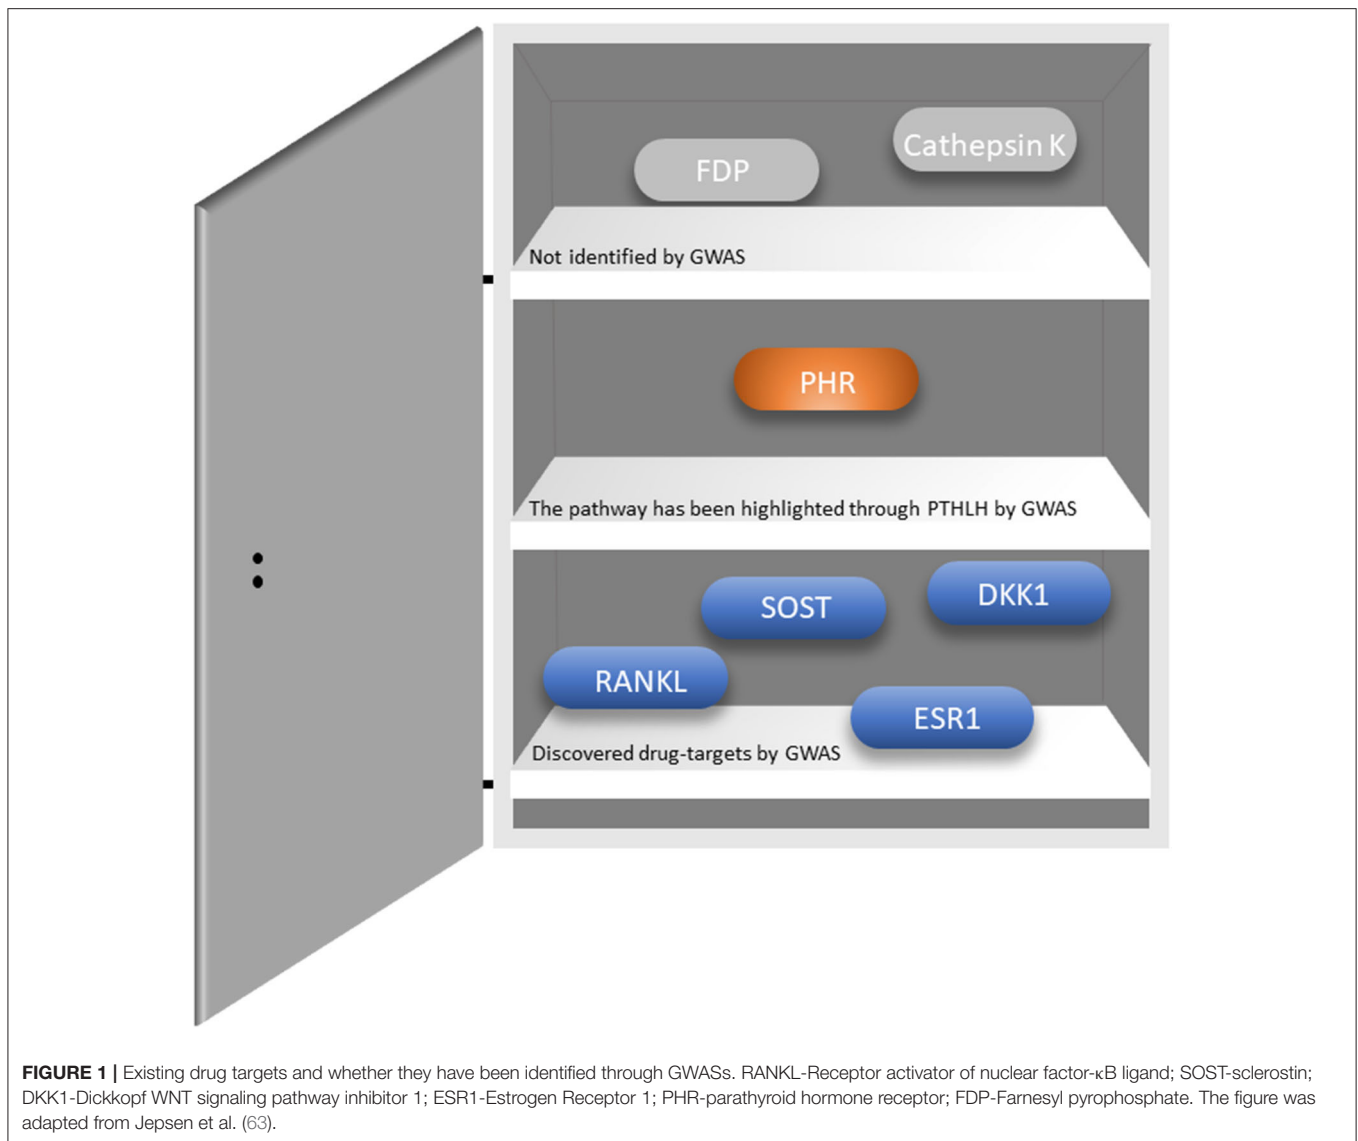 Cathepsin K
FDP
Not identified by GWAS
PHR
The pathway has been highlighted through PTHLH by GWAS
DKK1
SOST
RANKL
ESR1
Discovered drug-targets by GWAS
FIGURE 1 | Existing drug targets and whether they have been identified through GWASs. RANKL-Receptor activator of nuclear factor-κB ligand; SOST-sclerostin;
DKK1-Dickkopf WNT signaling pathway inhibitor 1; ESR1-Estrogen Receptor 1; PHR-parathyroid hormone receptor; FDP-Farnesyl pyrophosphate. The figure was
adapted from Jepsen et al. (63).